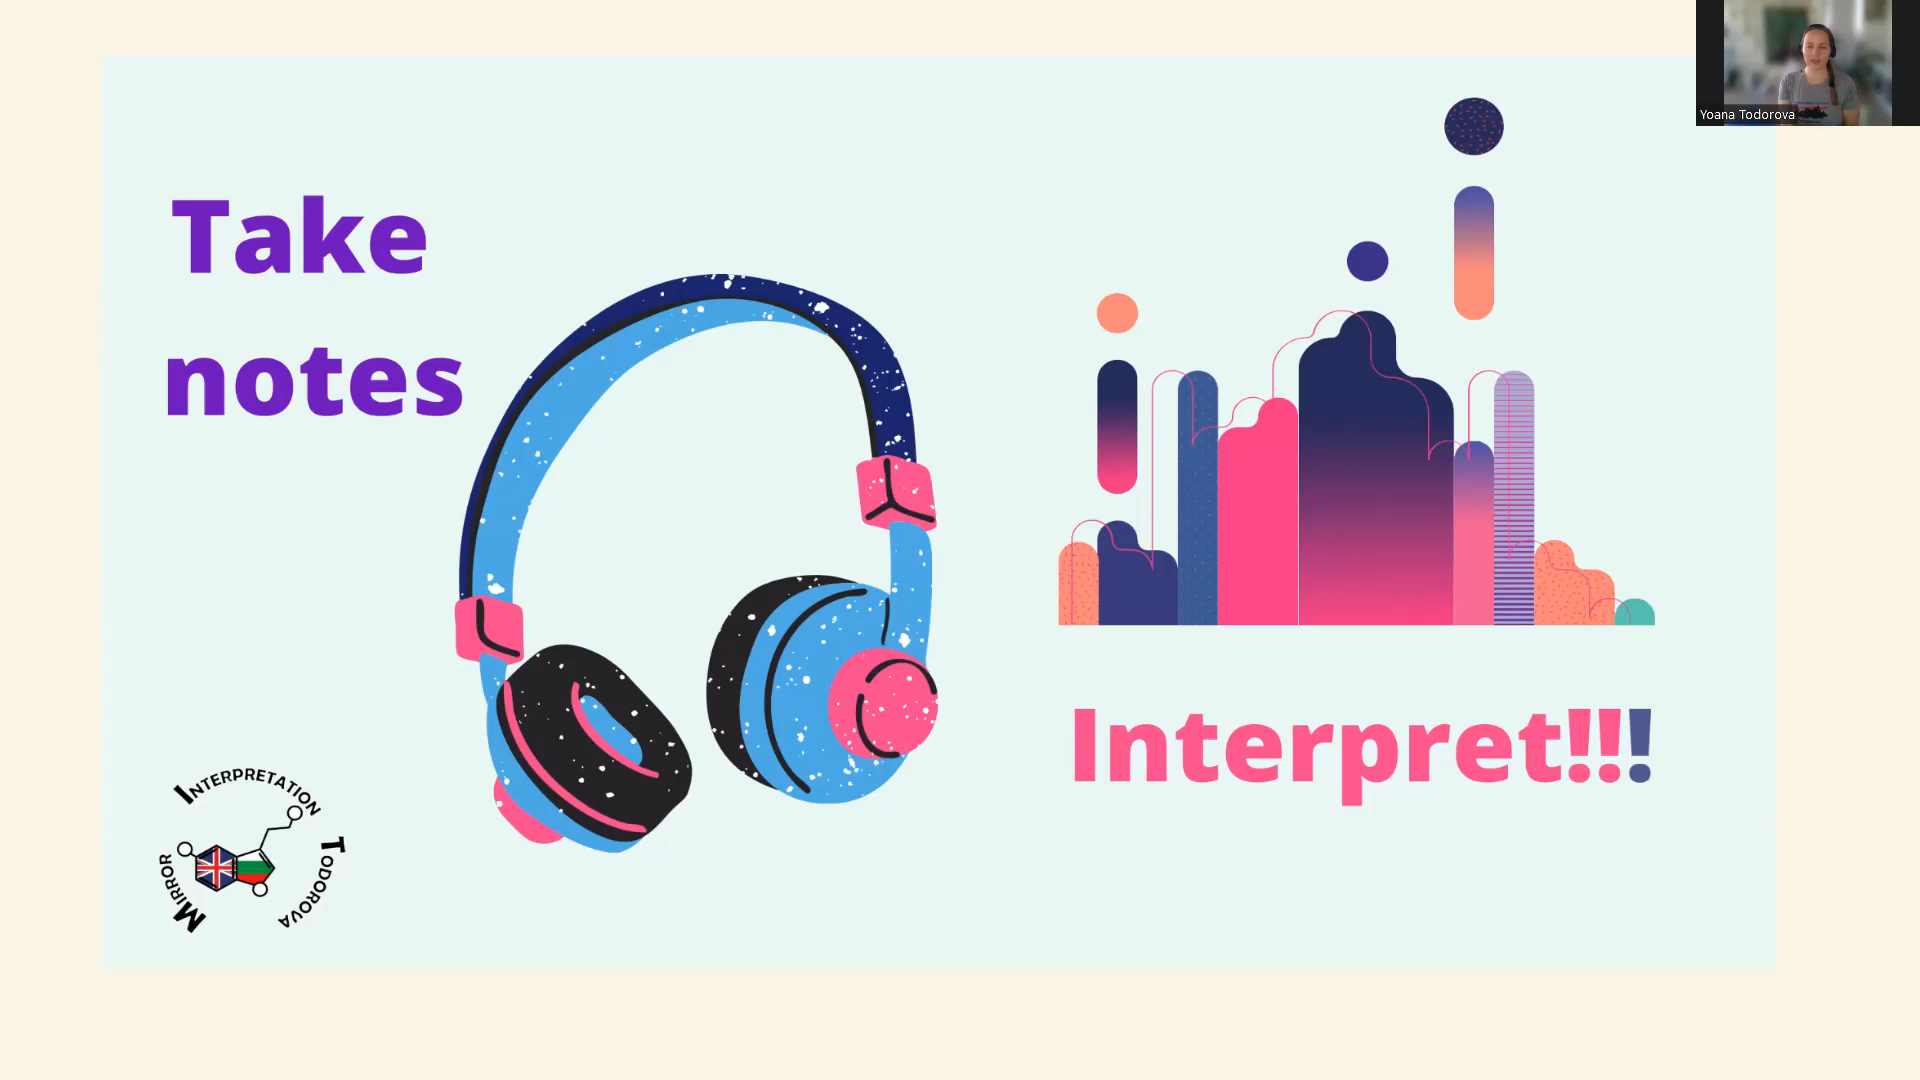 Yoana Todorova
Take
notes
Interpret!!!
INTERPRETATION
TODOROVA
MIRROR